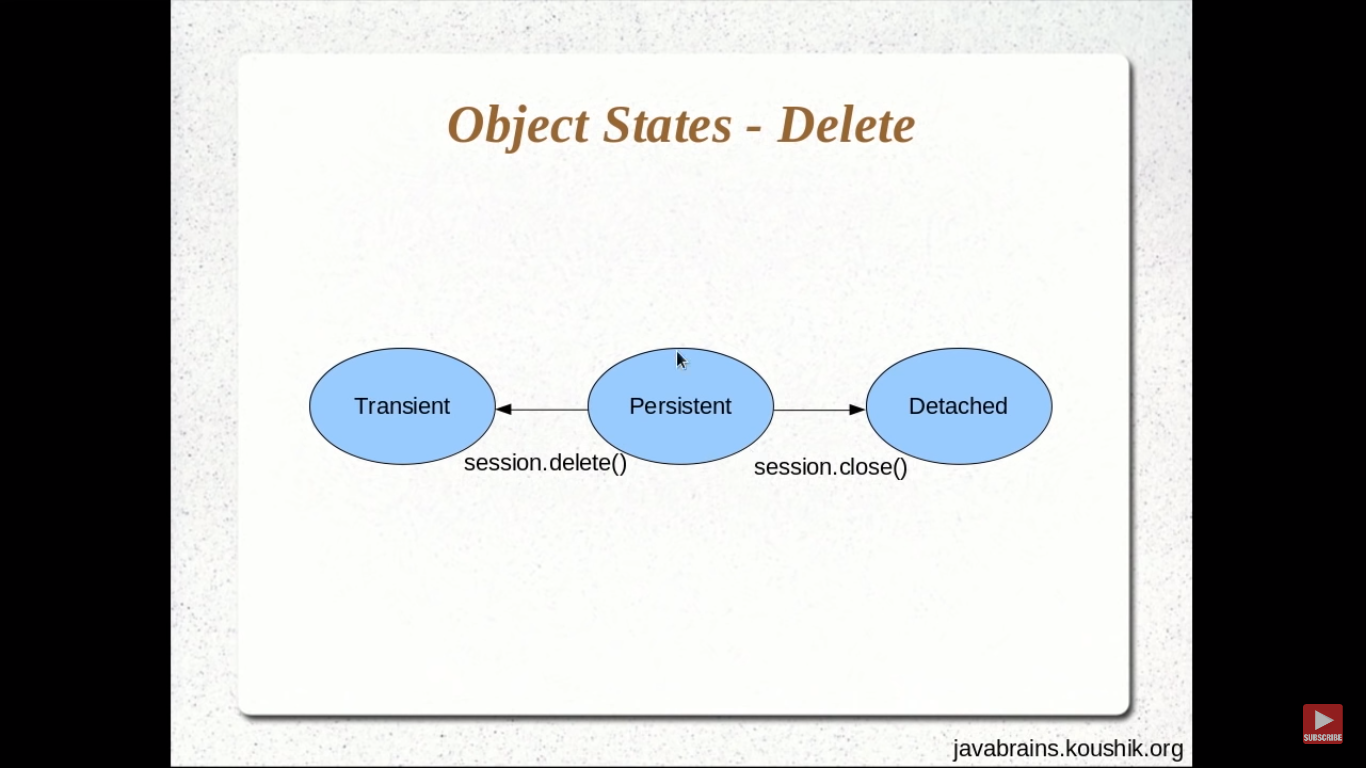 Object States - Delete
Transient
Persistent
Detached
session.delete()
session.close()
SUBSCRIBE
javabrains.koushik.org